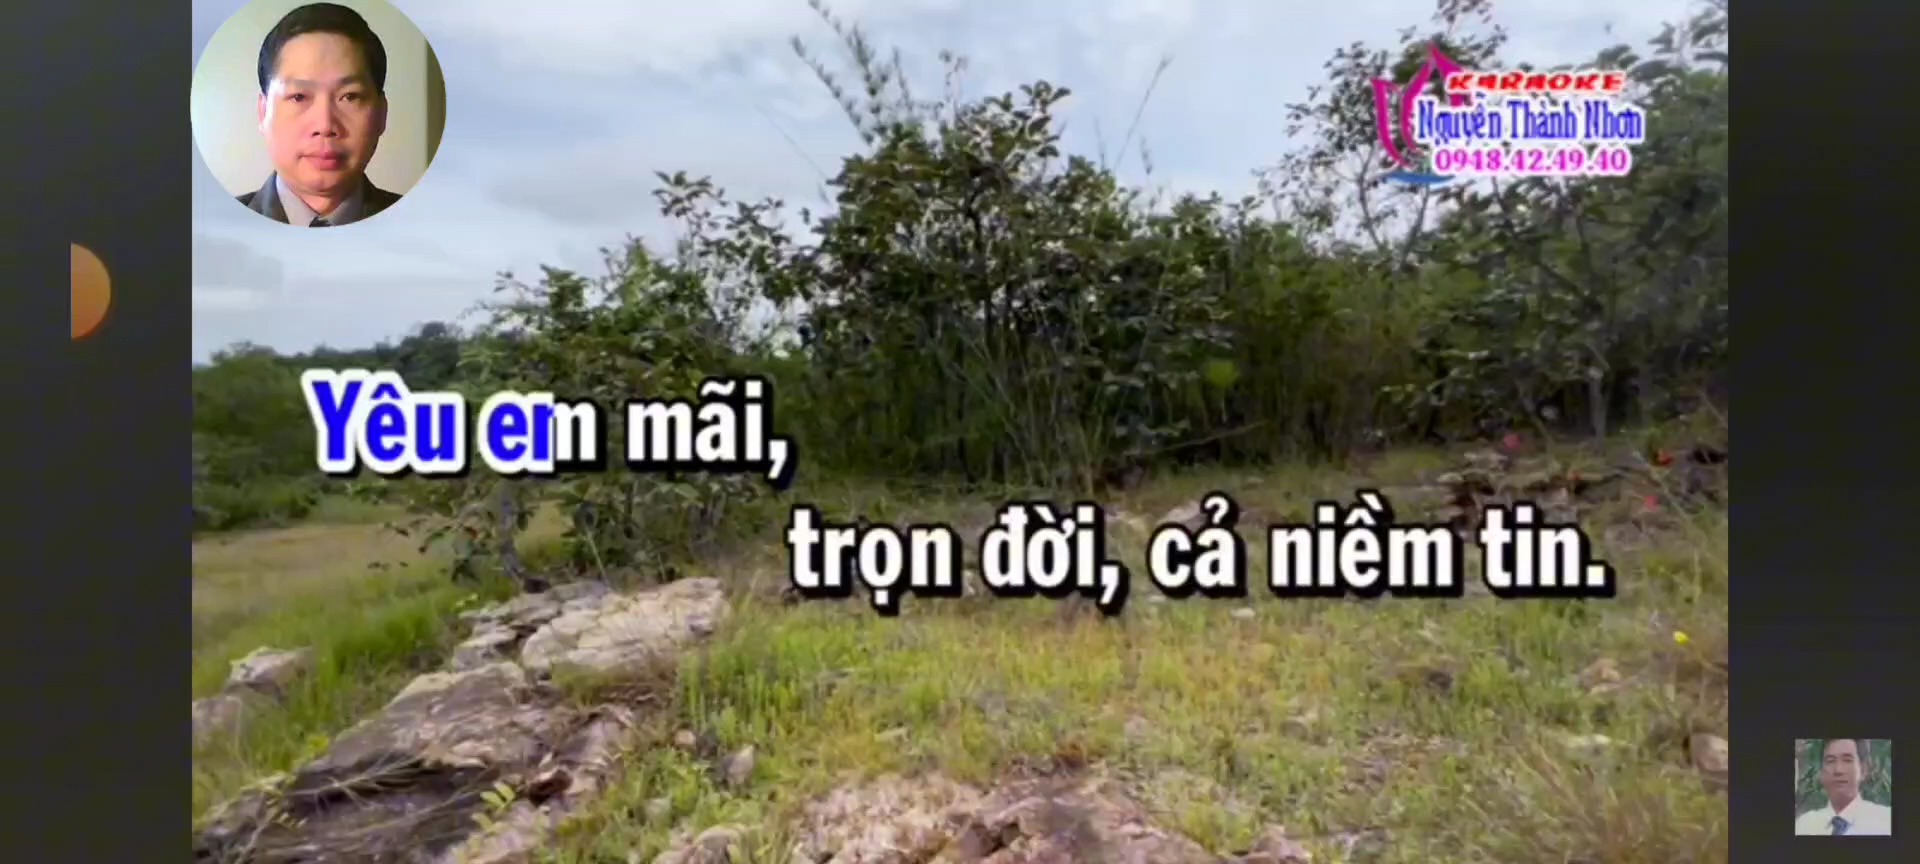 KARAOKE
Nguyễn Thành Nhơn
0948.42.49.40
Yêu em mãi,
trọn đời, cả niềm tin.